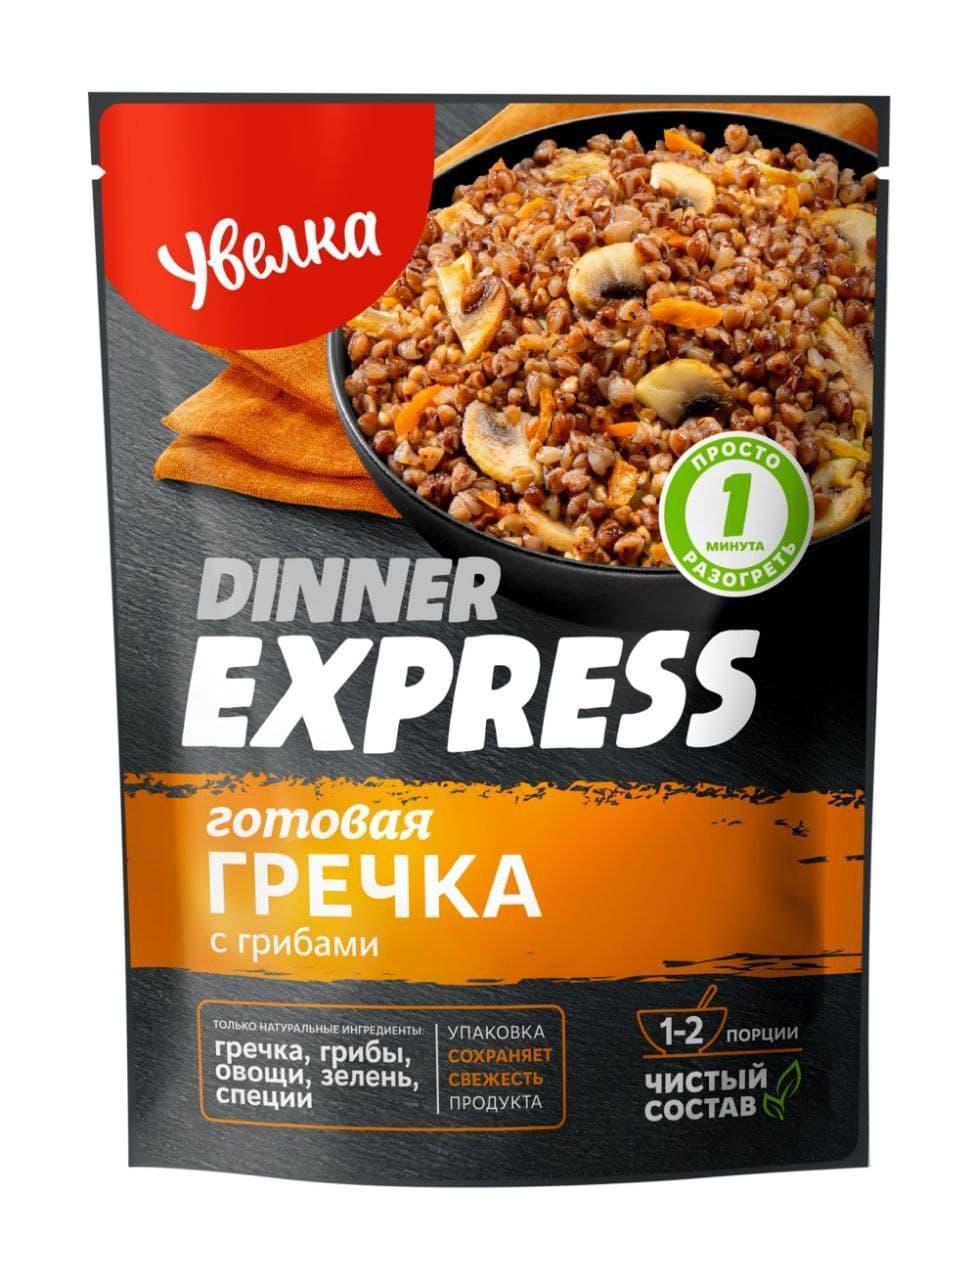 Увелка
ПРОСТО
1
МИНУТА
РАЗОГРЕТЬ
DINNER
EXPRESS
готовая
ГРЕЧКА
с грибами
ТОЛЬКО НАТУРАЛЬНЫЕ ИНГРЕДИЕНТЫ:
гречка, грибы,
овощи, зелень,
специи
УПАКОВКА
СОХРАНЯЕТ
СВЕЖЕСТЬ
ПРОДУКТА
1-2 ПОРЦИИ
ЧИСТЫЙ
СОСТАВ